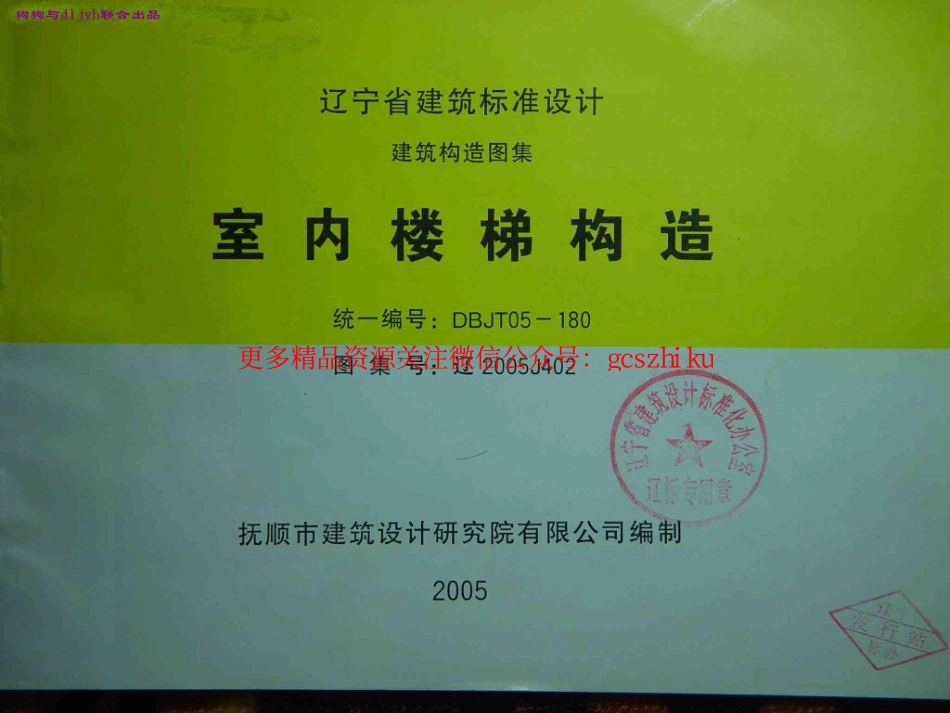 狗狗与dljyh联合出品
辽宁省建筑标准设计
建筑构造图集
室内楼梯构造
统一编号：DBJT05－180
更多精品资源关注微信公众号：gcszhiku
图集号：辽2005J402
辽宁省建筑设计标准化办公室
辽标专用章
抚顺市建筑设计研究院有限公司编制
2005
辽宁
发行站
标办